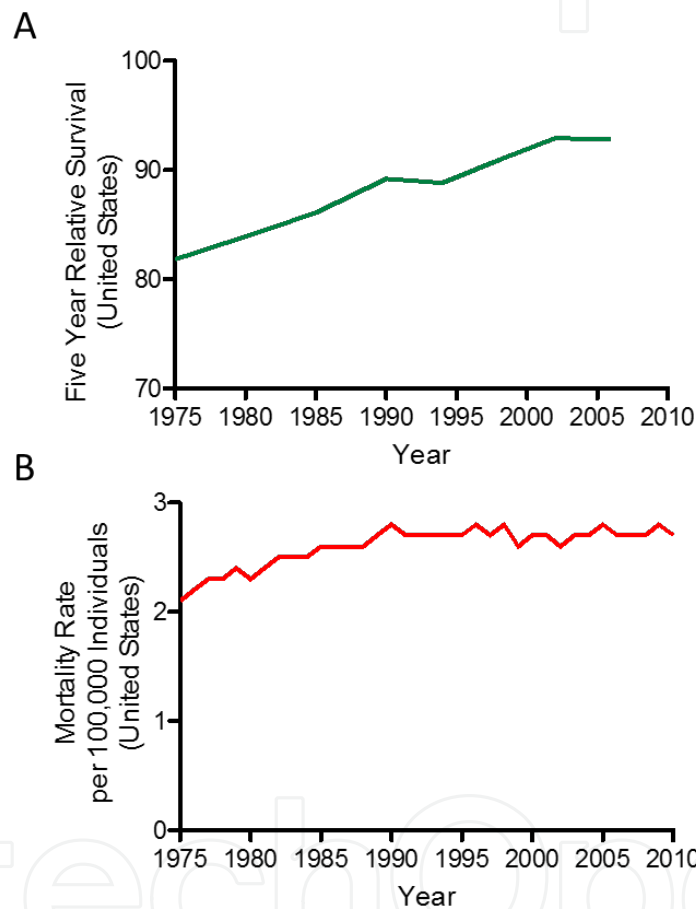 A
Five Year Relative Survival
(United States)
100
90
80
70
1975 1980 1985 1990 1995 2000 2005 2010
Year
B
Mortality Rate
per 100,000 Individuals
(United States)
3
2
1
0
1975 1980 1985 1990 1995 2000 2005 2010
Year